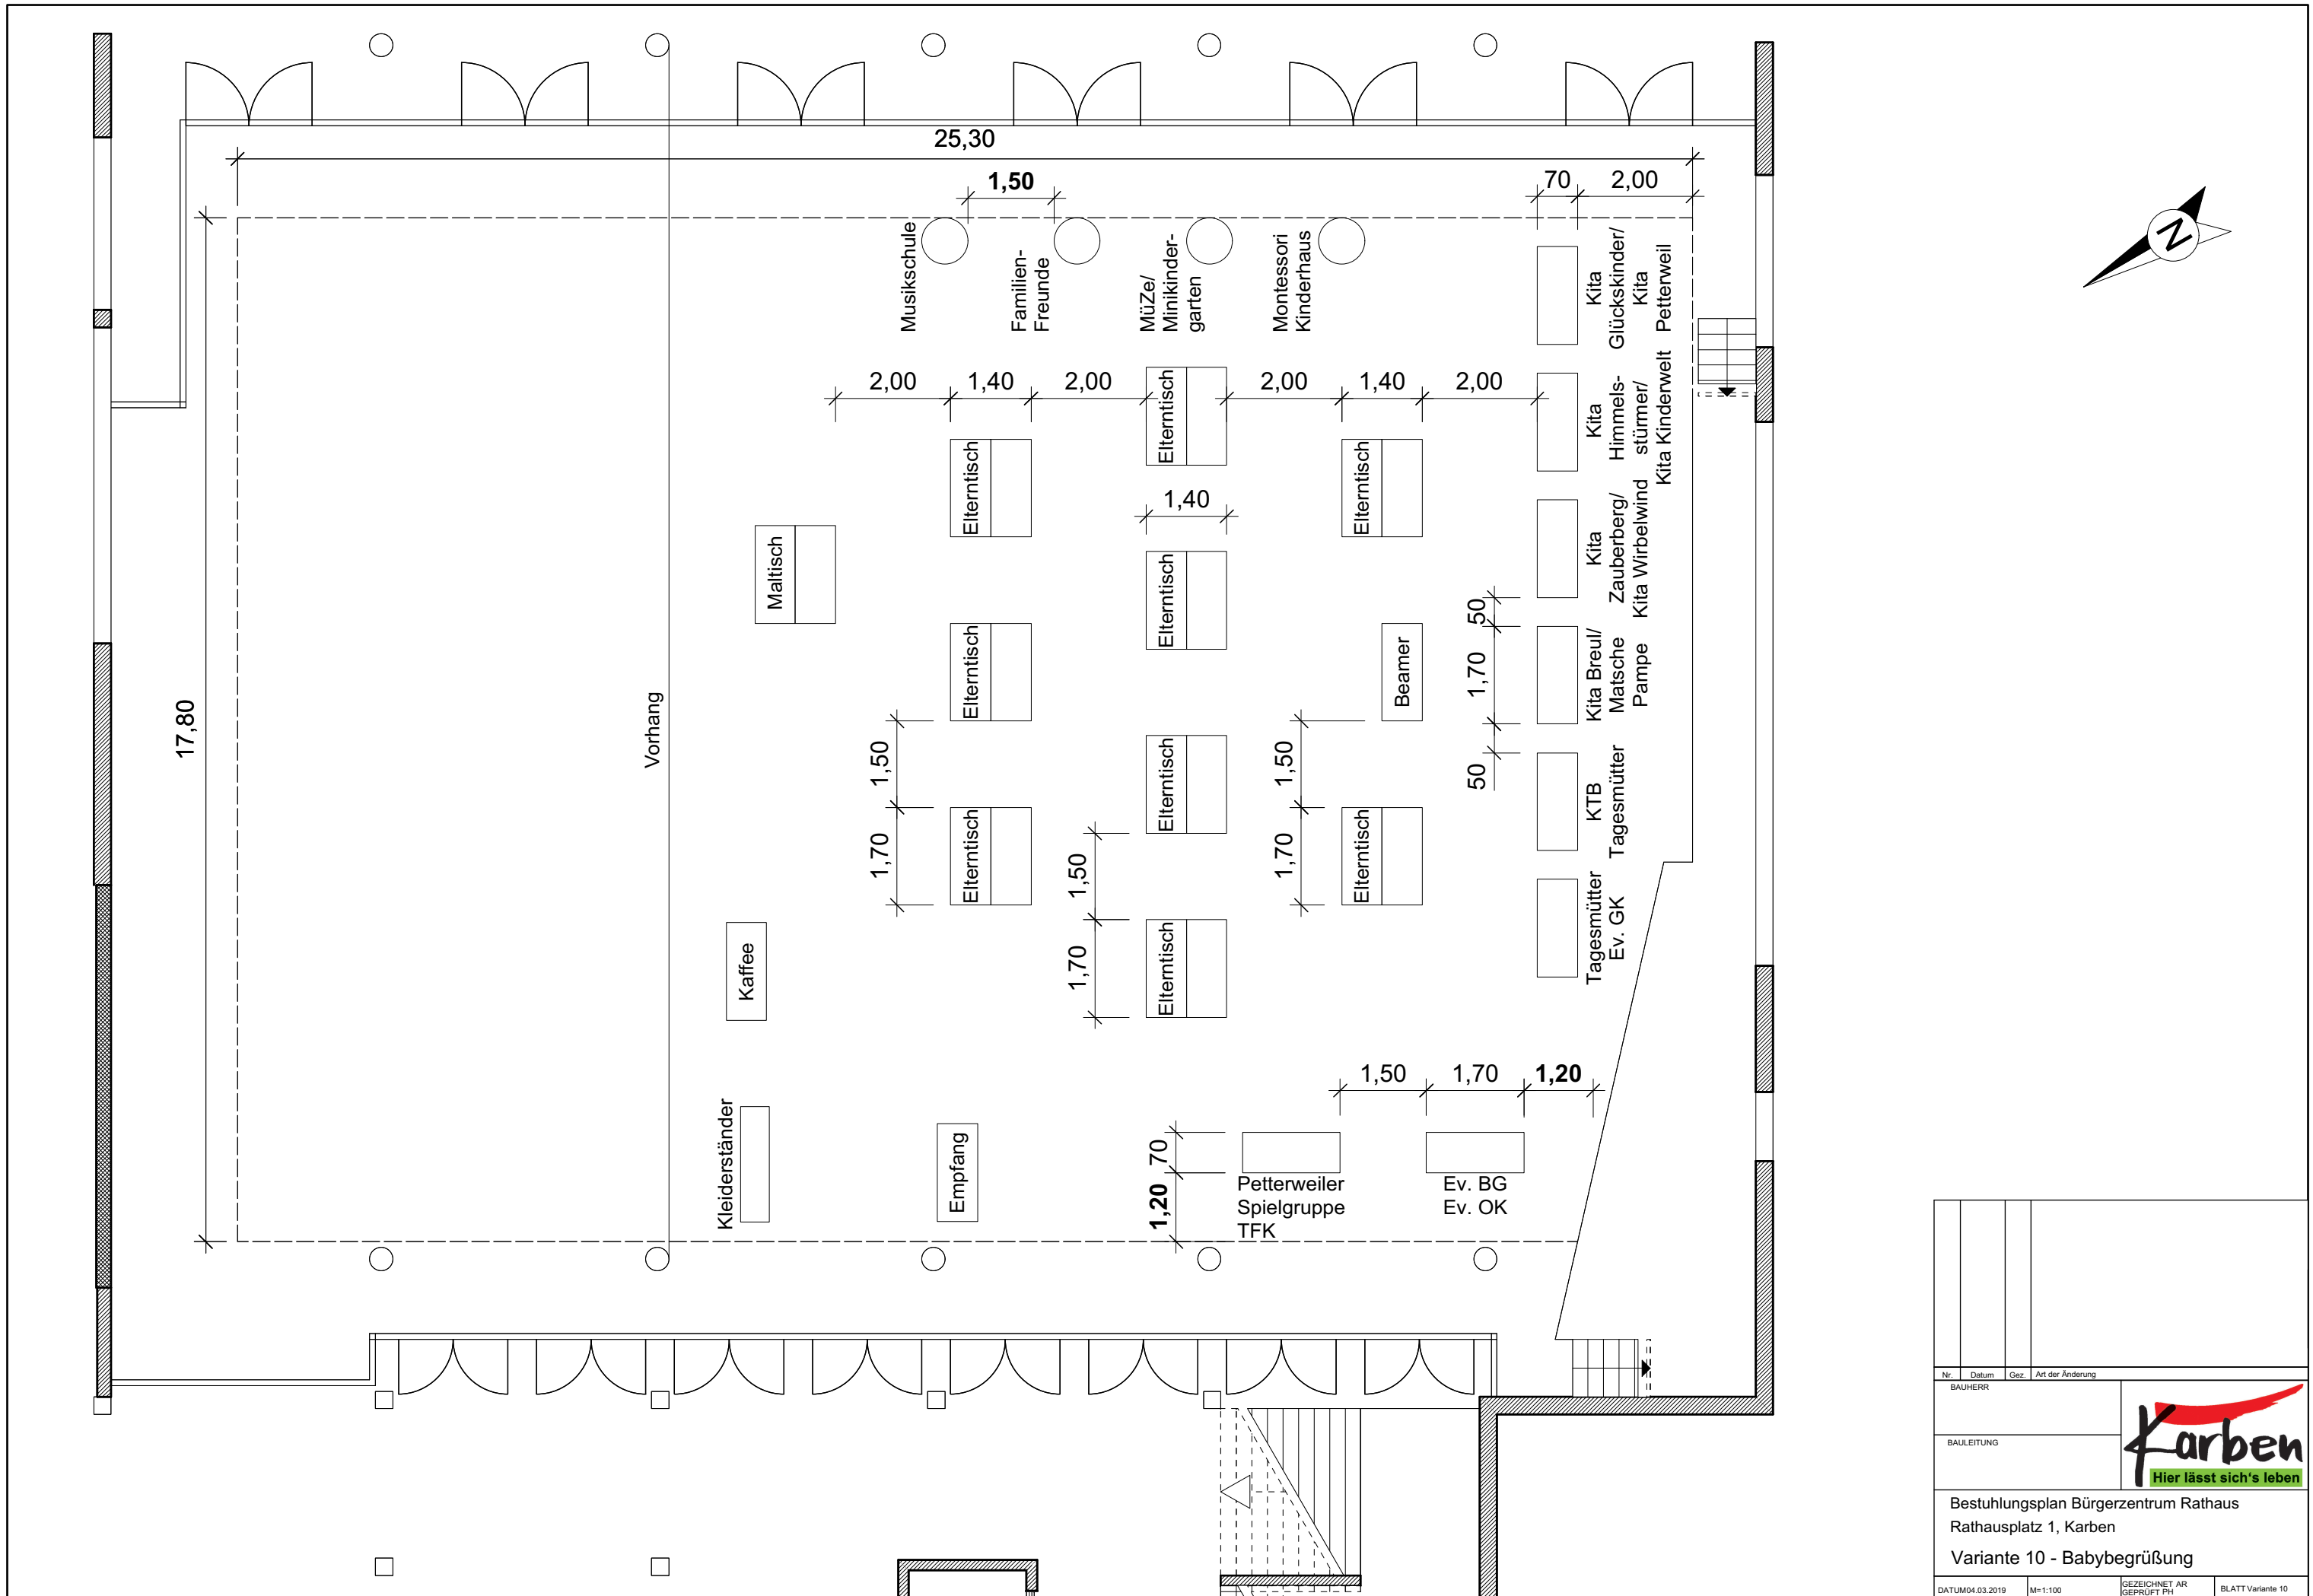 25,30
1,50
70
2,00
Musikschule
Familien-
Freunde
MüZe/
Minikinder-
garten
Montessori
Kinderhaus
Kita
Glückskinder/
Kita
Petterweil
N
2,00
1,40
2,00
2,00
1,40
2,00
Elterntisch
Kita
Himmels-
stürmer/
Kita Kinderwelt
Elterntisch
Elterntisch
1,40
Maltisch
Elterntisch
Kita
Zauberberg/
Kita Wirbelwind
50
17,80
Vorhang
Elterntisch
Beamer
1,70
Kita Breul/
Matsche
Pampe
1,50
1,50
50
Elterntisch
KTB
Tagesmütter
1,70
Elterntisch
1,50
1,70
Elterntisch
Tagesmütter
Ev. GK
Kaffee
1,70
Elterntisch
1,50
1,70
1,20
Kleiderständer
Empfang
70
1,20
Petterweiler
Spielgruppe
TFK
Ev. BG
Ev. OK
Nr.
Datum
Gez.
Art der Änderung
BAUHERR
BAULEITUNG
Karben
Hier lässt sich's leben
Bestuhlungsplan Bürgerzentrum Rathaus
Rathausplatz 1, Karben
Variante 10 - Babybegrüßung
DATUM04.03.2019
M=1:100
GEZEICHNET AR
GEPRÜFT PH
BLATT Variante 10